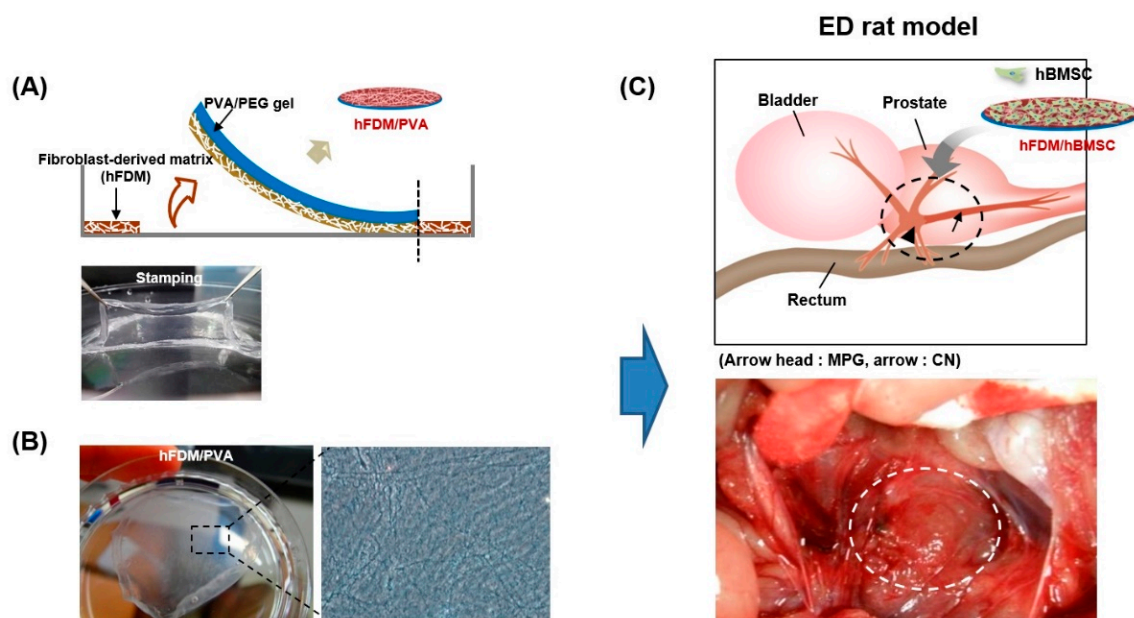 ED rat model
(A)
PVA/PEG gel
hFDM/PVA
Fibroblast-derived matrix
(hFDM)
Stamping
(B)
hFDM/PVA
(C)
hBMSC
Bladder
Prostate
hFDM/hBMSC
Rectum
(Arrow head : MPG, arrow : CN)